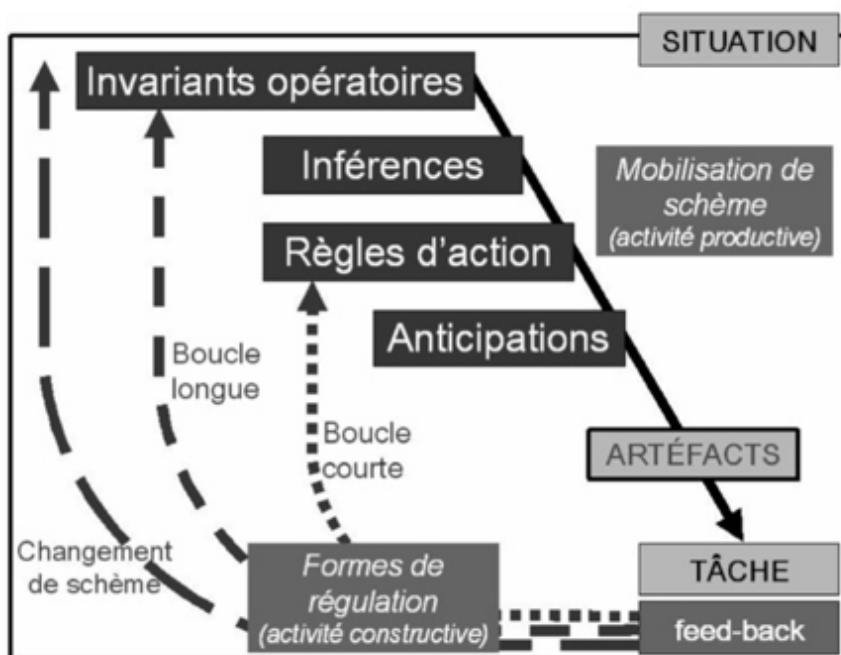 SITUATION
Invariants opératoires
Inférences
Mobilisation de
schème
(activité productive)
Règles d'action
Anticipations
Boucle
longue
Boucle
courte
ARTÉFACTS
Changement
de schème
Formes de
régulation
(activité constructive)
TÂCHE
feed-back